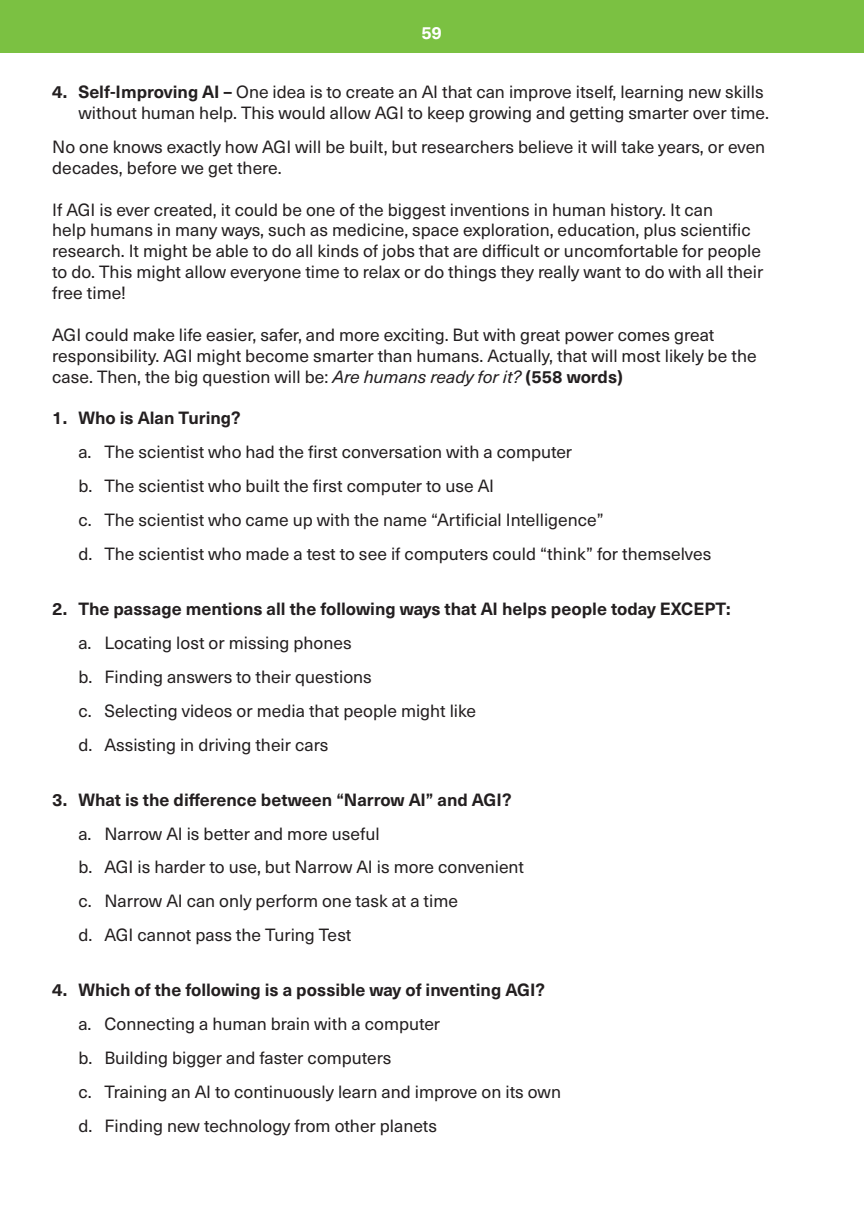 59
4. Self-Improving AI – One idea is to create an AI that can improve itself, learning new skills
without human help. This would allow AGI to keep growing and getting smarter over time.
No one knows exactly how AGI will be built, but researchers believe it will take years, or even
decades, before we get there.
If AGI is ever created, it could be one of the biggest inventions in human history. It can
help humans in many ways, such as medicine, space exploration, education, plus scientific
research. It might be able to do all kinds of jobs that are difficult or uncomfortable for people
to do. This might allow everyone time to relax or do things they really want to do with all their
free time!
AGI could make life easier, safer, and more exciting. But with great power comes great
responsibility. AGI might become smarter than humans. Actually, that will most likely be the
case. Then, the big question will be: Are humans ready for it? (558 words)
1. Who is Alan Turing?
a. The scientist who had the first conversation with a computer
b. The scientist who built the first computer to use AI
c. The scientist who came up with the name “Artificial Intelligence”
d. The scientist who made a test to see if computers could “think” for themselves
2. The passage mentions all the following ways that AI helps people today EXCEPT:
a. Locating lost or missing phones
b. Finding answers to their questions
c. Selecting videos or media that people might like
d. Assisting in driving their cars
3. What is the difference between “Narrow AI” and AGI?
a. Narrow AI is better and more useful
b. AGI is harder to use, but Narrow AI is more convenient
c. Narrow AI can only perform one task at a time
d. AGI cannot pass the Turing Test
4. Which of the following is a possible way of inventing AGI?
a. Connecting a human brain with a computer
b. Building bigger and faster computers
c. Training an AI to continuously learn and improve on its own
d. Finding new technology from other planets